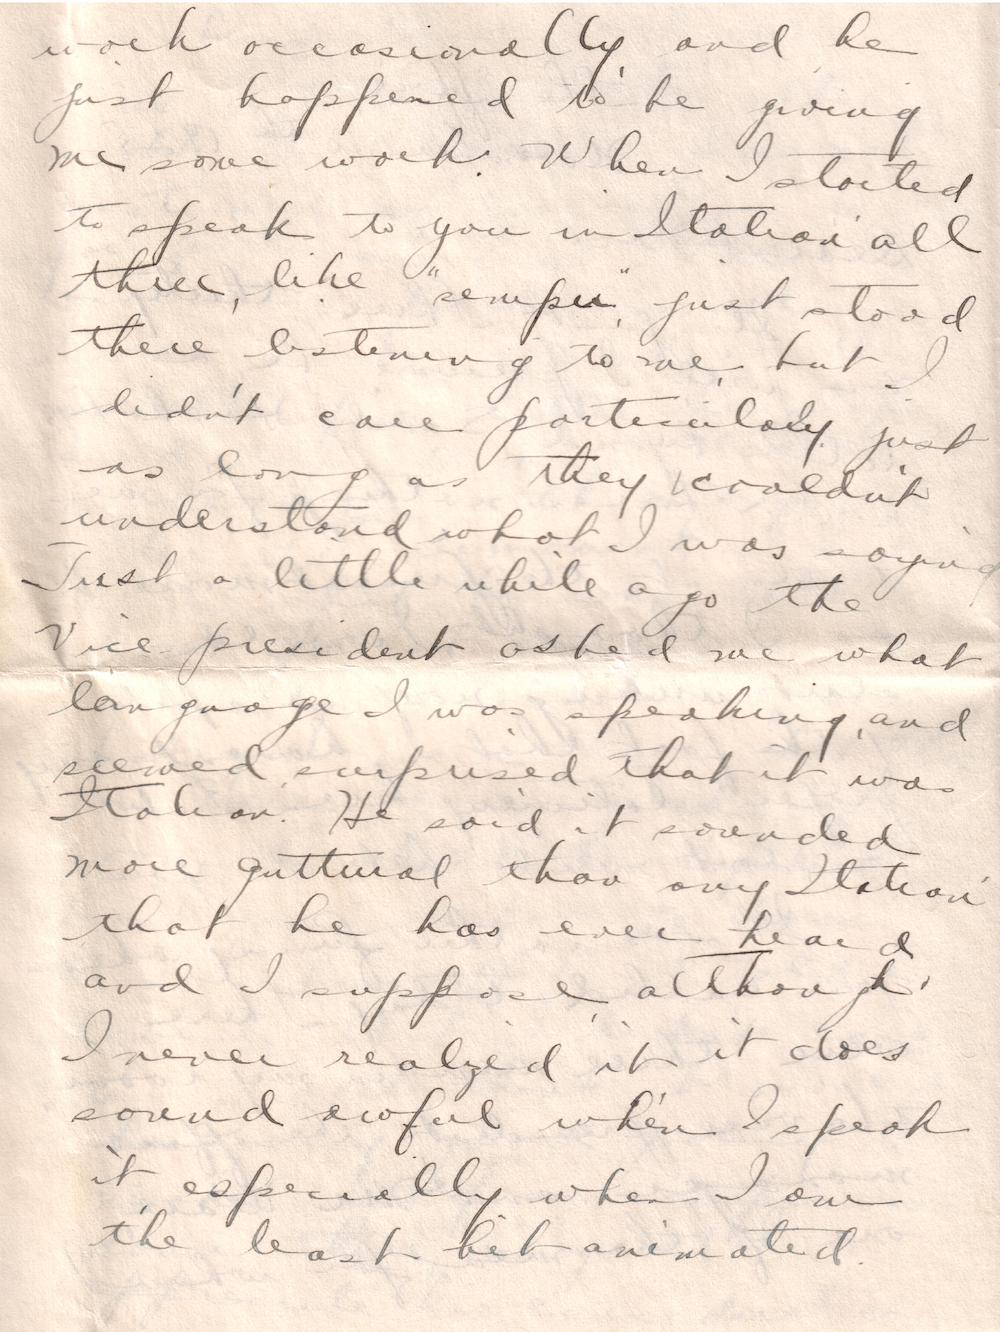 work occasionally, and he
just happened to be giving
me some work. When I started
to speak to you in Italian all
three, like "sempu", just stood
there listening to me, but I
didn't care particularly just
as long as they couldn't
understand what I was saying
Just a little while ago the
Vice president asked me what
language I was speaking, and
seemed surprised that it was
Italian. He said it sounded
more guttural than any Italian
that he has ever heard
and I suppose, although
I never realized it it does
sound awful when I speak
it especially when I am
the least bit animated.